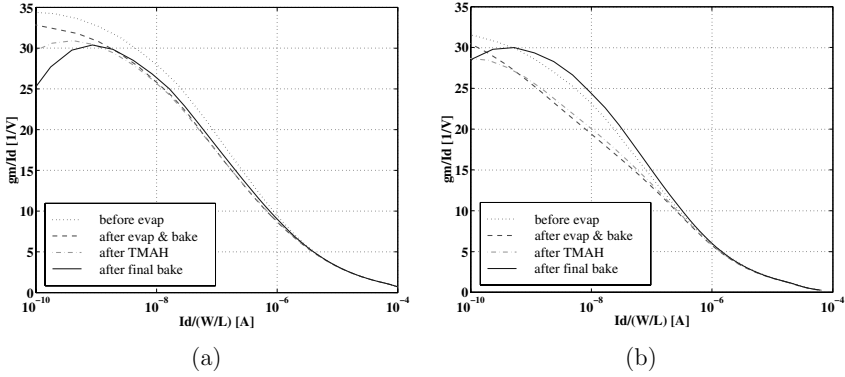 35
30
25
20
15
10
5
0
gm/Id [1/V]
before evap
after evap & bake
after TMAH
after final bake
10⁻¹⁰ 10⁻⁸ 10⁻⁶ 10⁻⁴
Id/(W/L) [A]
(a)
35
30
25
20
15
10
5
0
gm/Id [1/V]
before evap
after evap & bake
after TMAH
after final bake
10⁻¹⁰ 10⁻⁸ 10⁻⁶ 10⁻⁴
Id/(W/L) [A]
(b)